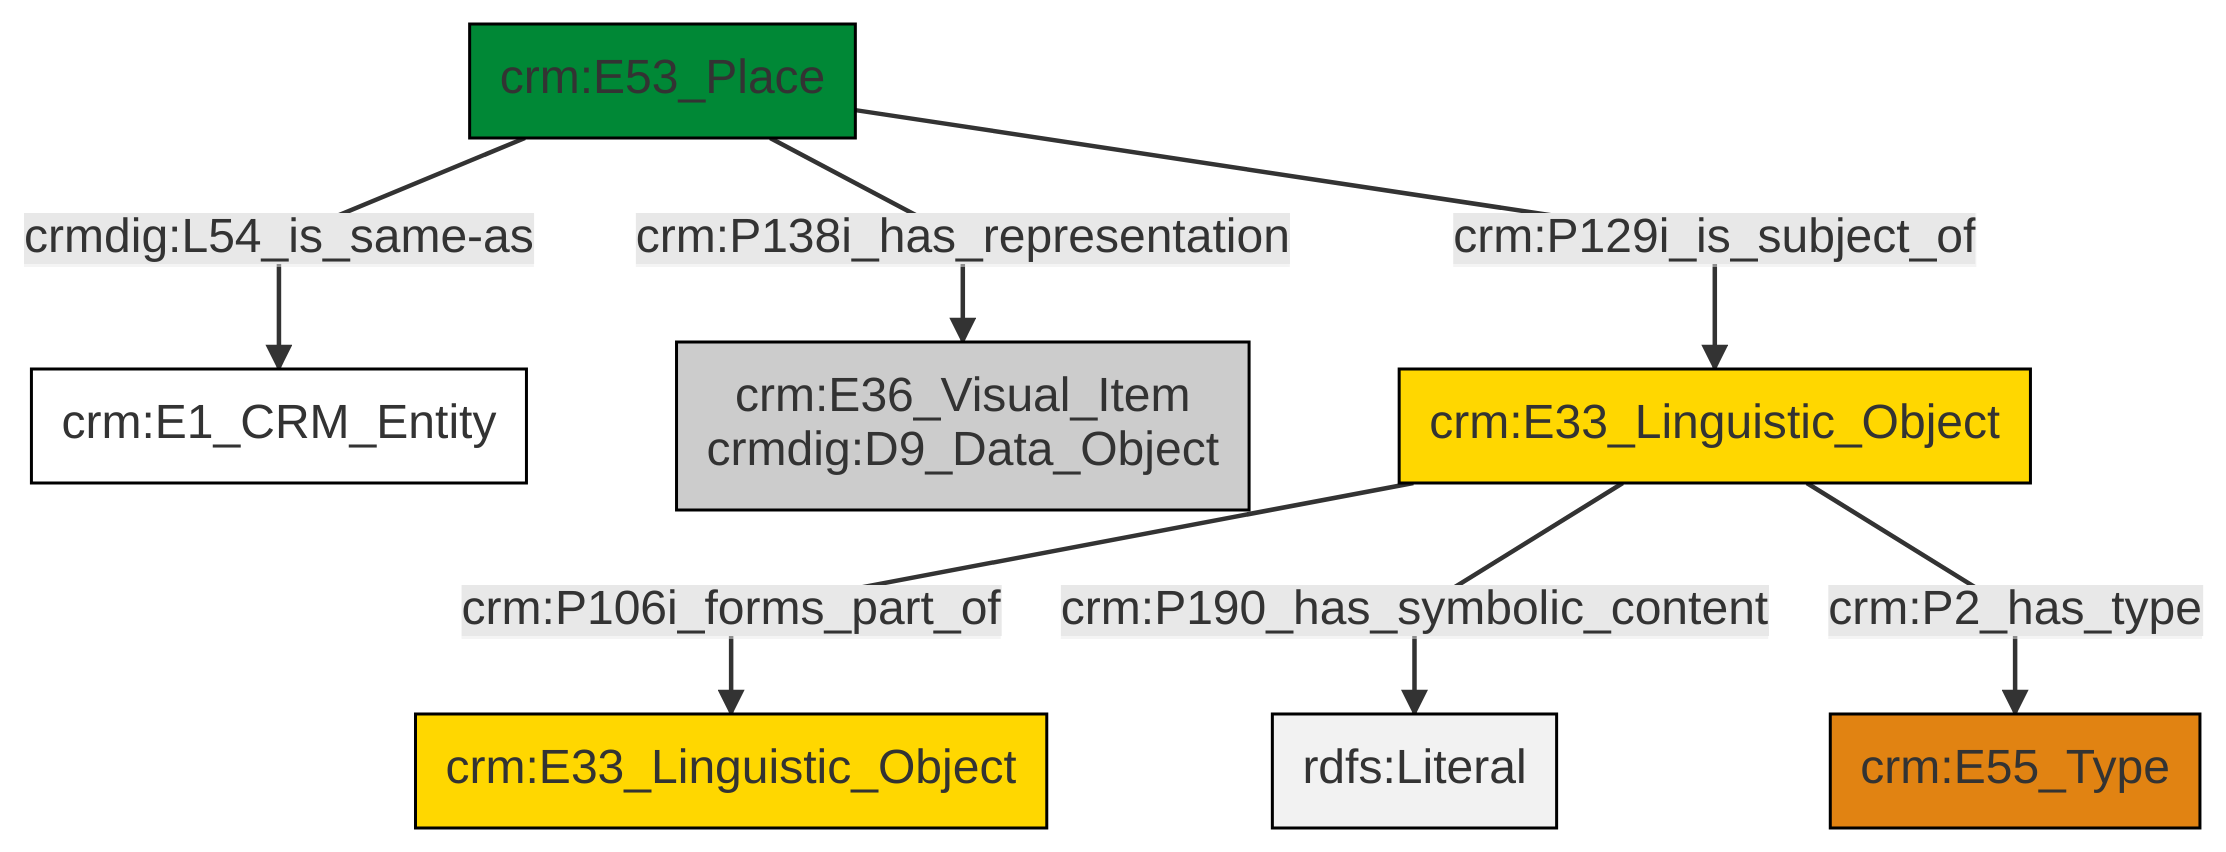 crm:E53_Place
crmdig:L54_is_same-as
crm:P138i_has_representation
crm:P129i_is_subject_of
crm:E1_CRM_Entity
crm:E36_Visual_Item
crmdig:D9_Data_Object
crm:E33_Linguistic_Object
crm:P106i_forms_part_of
crm:P190_has_symbolic_content
crm:P2_has_type
crm:E33_Linguistic_Object
rdfs:Literal
crm:E55_Type